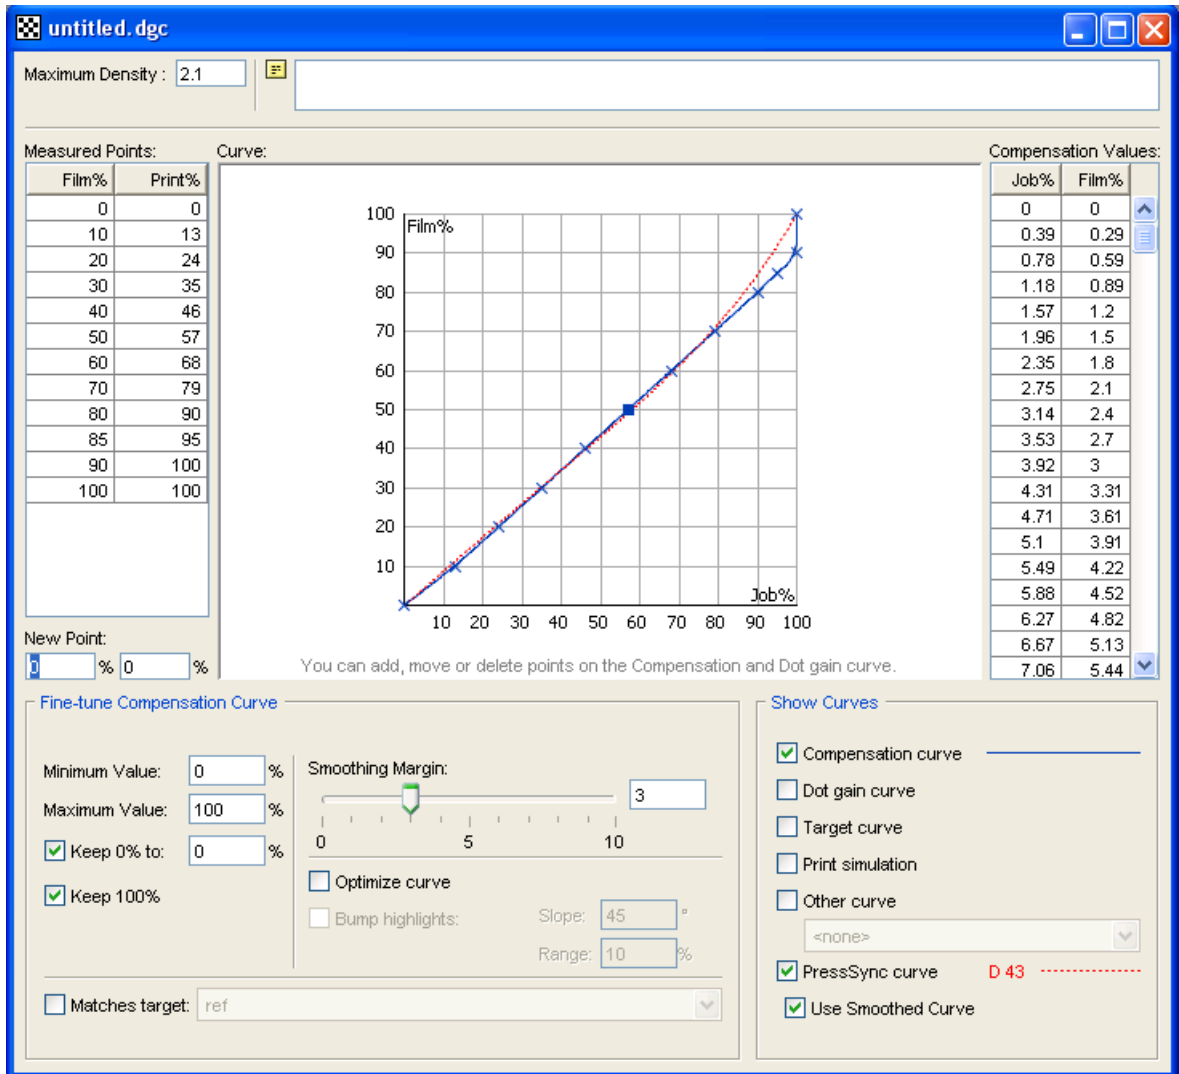 untitled.dgc
Maximum Density : 2.1
Measured Points:
Film% Print%
0 0
10 13
20 24
30 35
40 46
50 57
60 68
70 79
80 90
85 95
90 100
100 100
New Point:
0 % 0 %
Curve:
Film%
100
90
80
70
60
50
40
30
20
10
Job%
10 20 30 40 50 60 70 80 90 100
You can add, move or delete points on the Compensation and Dot gain curve.
Compensation Values:
Job% Film%
0 0
0.39 0.29
0.78 0.59
1.18 0.89
1.57 1.2
1.96 1.5
2.35 1.8
2.75 2.1
3.14 2.4
3.53 2.7
3.92 3
4.31 3.31
4.71 3.61
5.1 3.91
5.49 4.22
5.88 4.52
6.27 4.82
6.67 5.13
7.06 5.44
Fine-tune Compensation Curve
Minimum Value: 0 %
Maximum Value: 100 %
Keep 0% to: 0 %
Keep 100%
Smoothing Margin:
3
0 5 10
Optimize curve
Bump highlights: Slope: 45 °
Range: 10 %
Matches target: ref
Show Curves
Compensation curve
Dot gain curve
Target curve
Print simulation
Other curve
<none>
PressSync curve D 43
Use Smoothed Curve